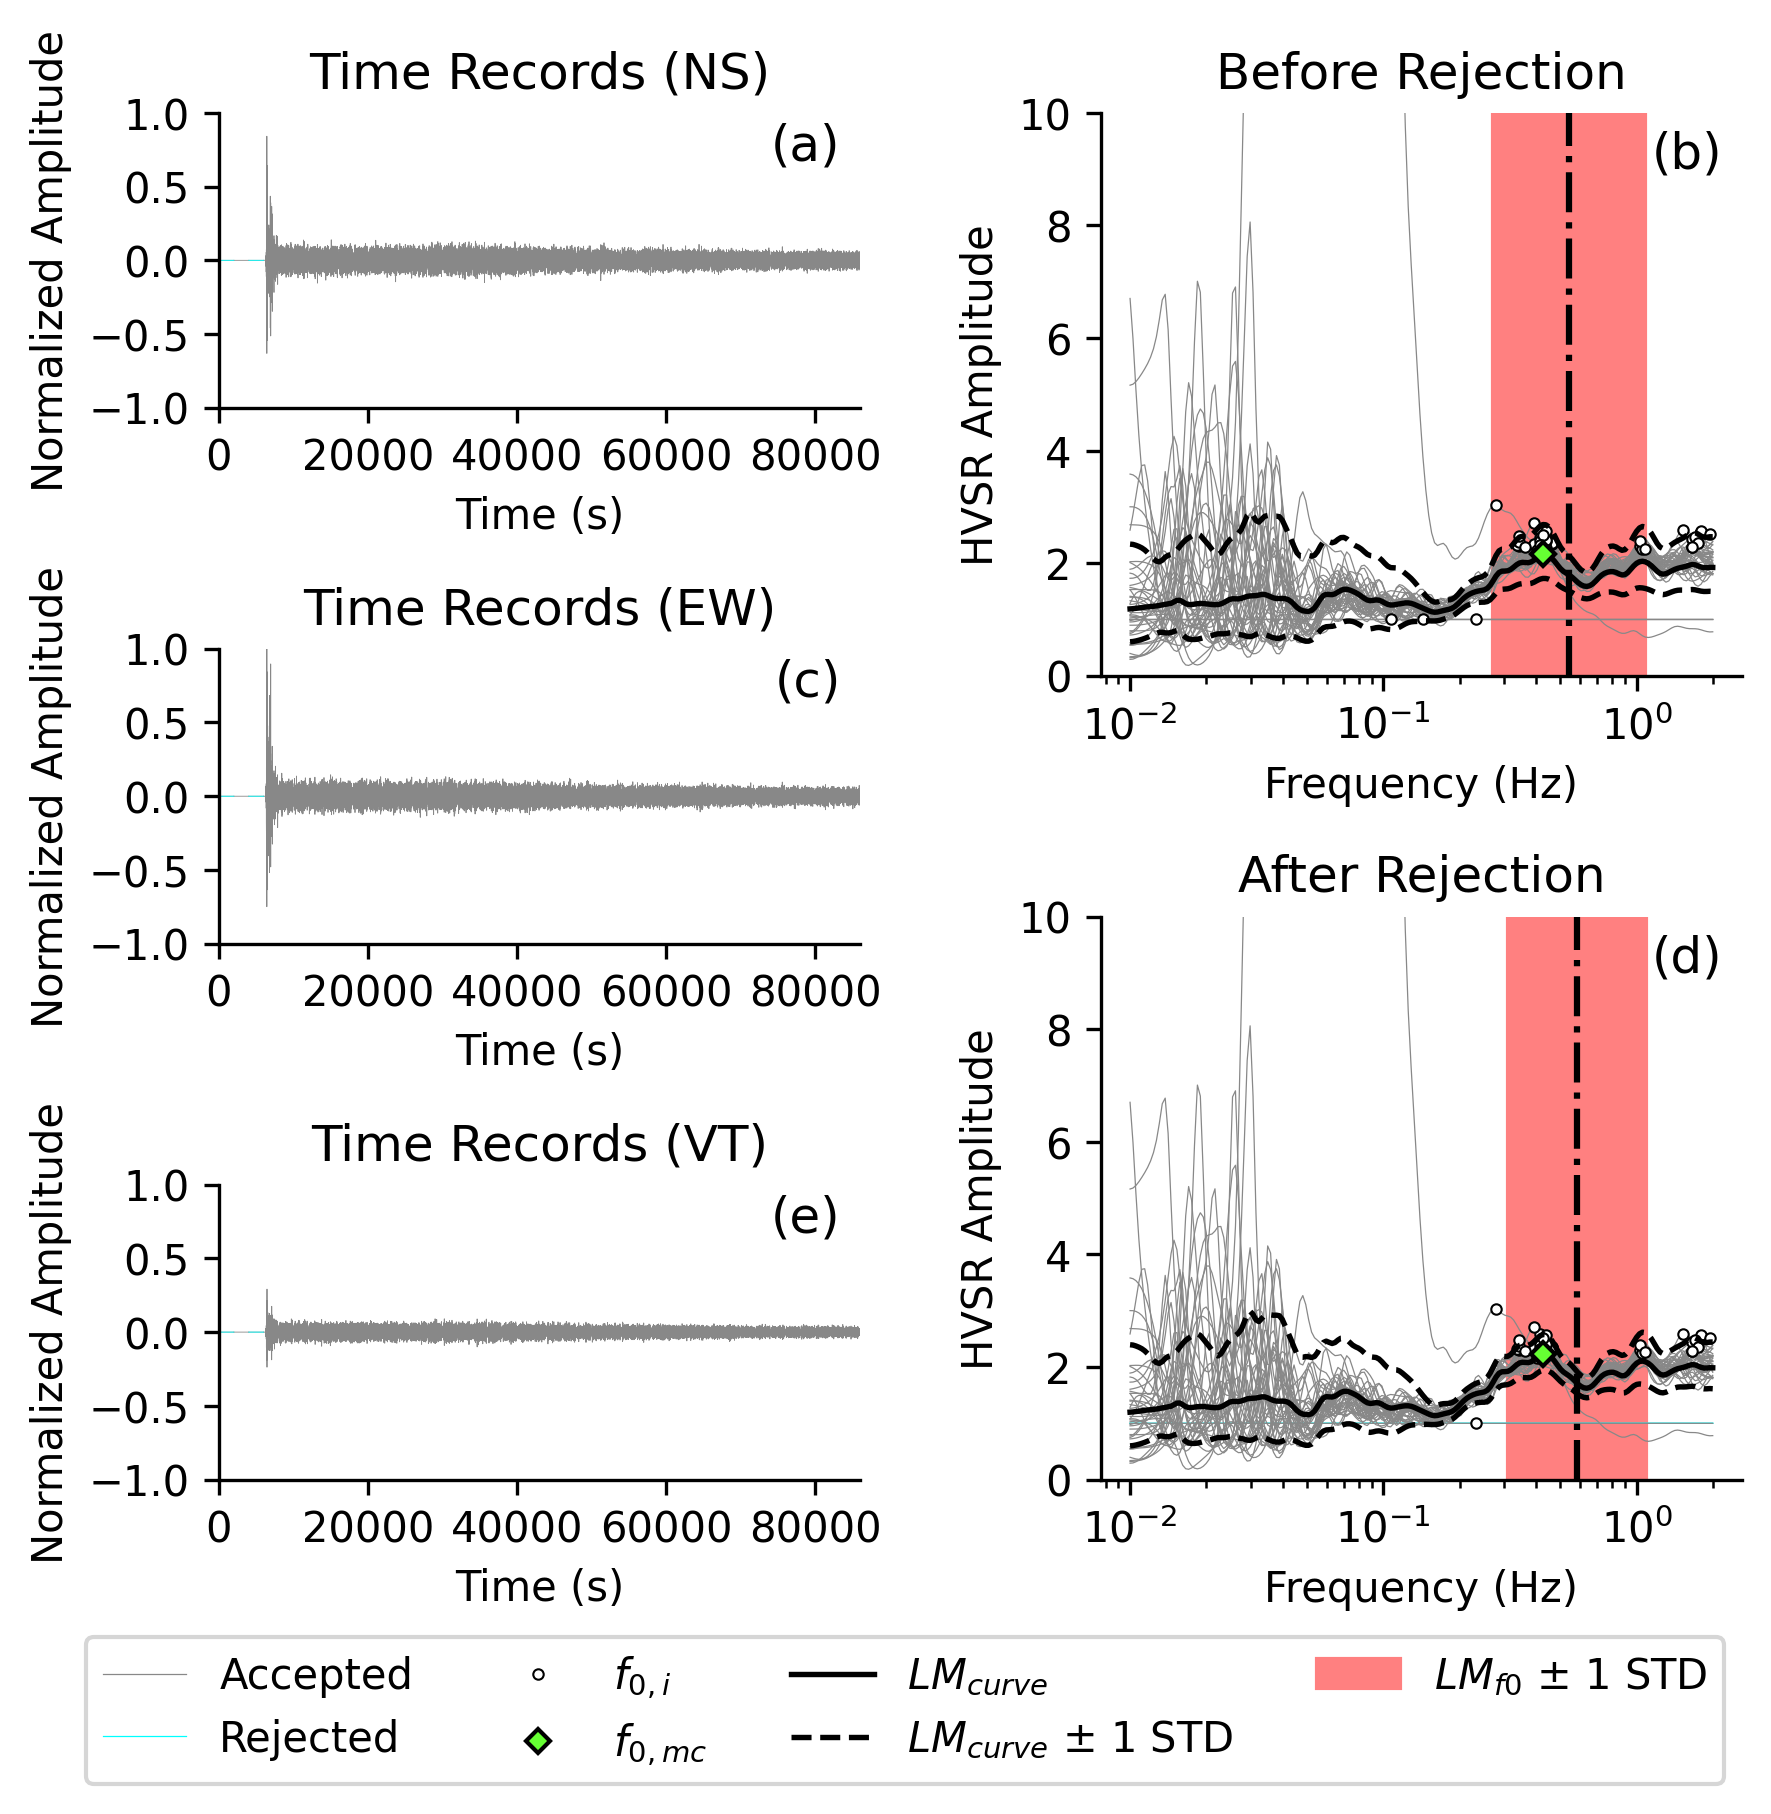 Time Records (NS)
Normalized Amplitude
1.0
0.5
0.0
−0.5
−1.0
(a)
0 20000 40000 60000 80000
Time (s)
Before Rejection
HVSR Amplitude
10
8
6
4
2
0
(b)
10⁻² 10⁻¹ 10⁰
Frequency (Hz)
Time Records (EW)
Normalized Amplitude
1.0
0.5
0.0
−0.5
−1.0
(c)
0 20000 40000 60000 80000
Time (s)
After Rejection
HVSR Amplitude
10
8
6
4
2
0
(d)
10⁻² 10⁻¹ 10⁰
Frequency (Hz)
Time Records (VT)
Normalized Amplitude
1.0
0.5
0.0
−0.5
−1.0
(e)
0 20000 40000 60000 80000
Time (s)
Accepted
Rejected
f0,i
f0,mc
LMcurve
LMcurve ± 1 STD
LMf0 ± 1 STD